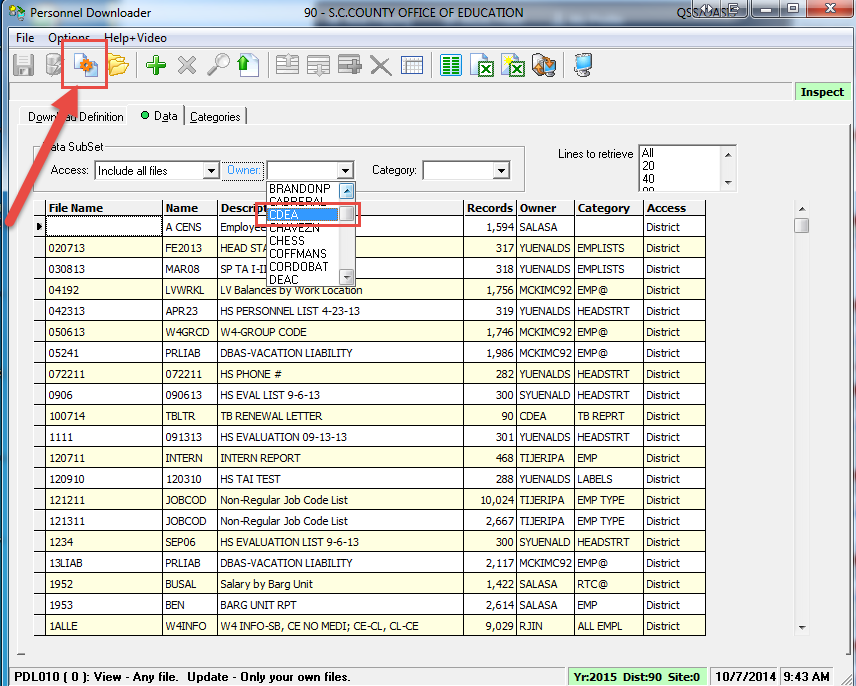 Personnel Downloader 90 - S.C.COUNTY OFFICE OF EDUCATION QSS/OASIS
File Options Help+Video
Inspect
Download Definition Data Categories
Data SubSet
Access: Include all files Owner: Category: Lines to retrieve All
20
40
BRANDONP
CABRERAL
CDEA
CHAVEZN
CHESS
COFFMANS
CORDOBAT
DEAC
File Name Name Descript Records Owner Category Access
A CENS Employee 1,594 SALASA District
020713 FE2013 HEAD STA 317 YUENALDS EMPLISTS District
030813 MAR08 SP TA I-II 318 YUENALDS EMPLISTS District
04192 LVWRKL LV Balances by Work Location 1,756 MCKIMC92 EMP@ District
042313 APR23 HS PERSONNEL LIST 4-23-13 319 YUENALDS HEADSTRT District
050613 W4GRCD W4-GROUP CODE 1,746 MCKIMC92 EMP@ District
05241 PRLIAB DBAS-VACATION LIABILITY 1,986 MCKIMC92 EMP@ District
072211 072211 HS PHONE # 282 YUENALDS HEADSTRT District
0906 090613 HS EVAL LIST 9-6-13 300 SYUENALD HEADSTRT District
100714 TBLTR TB RENEWAL LETTER 90 CDEA TB REPRT District
1111 091313 HS EVALUATION 09-13-13 301 YUENALDS HEADSTRT District
120711 INTERN INTERN REPORT 468 TIJERIPA EMP District
120910 120310 HS TAI TEST 288 YUENALDS LABELS District
121211 JOBCOD Non-Regular Job Code List 10,024 TIJERIPA EMP TYPE District
121311 JOBCOD Non-Regular Job Code List 2,667 TIJERIPA EMP TYPE District
1234 SEP06 HS EVALUATION LIST 9-6-13 300 SYUENALD HEADSTRT District
13LIAB PRLIAB DBAS-VACATION LIABILITY 2,117 MCKIMC92 EMP@ District
1952 BUSAL Salary by Barg Unit 1,422 SALASA RTC@ District
1953 BEN BARG UNIT RPT 2,614 SALASA EMP District
1ALLE W4INFO W4 INFO-SB, CE NO MEDI; CE-CL, CL-CE 9,029 RJIN ALL EMPL District
PDL010 ( 0 ): View - Any file. Update - Only your own files. Yr:2015 Dist:90 Site:0 10/7/2014 9:43 AM